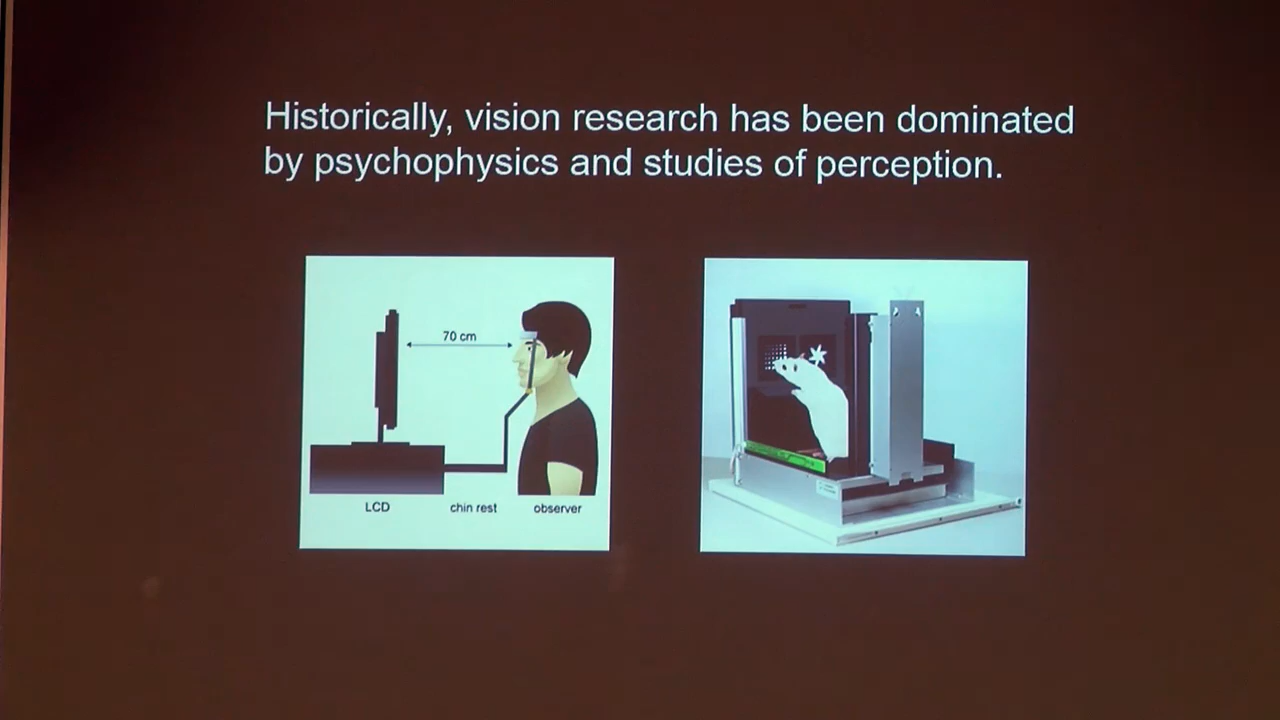 Historically, vision research has been dominated
by psychophysics and studies of perception.
70 cm
LCD chin rest observer